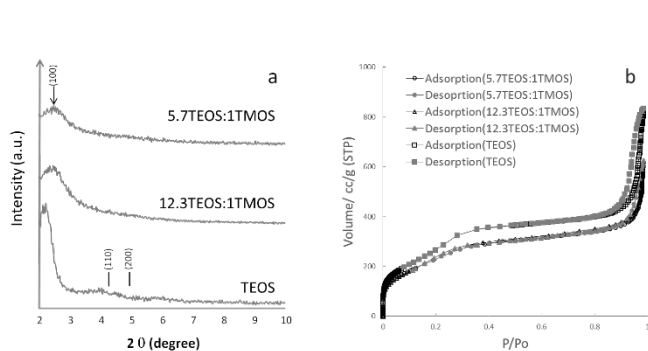 a
(100)
5.7TEOS:1TMOS
12.3TEOS:1TMOS
(110)
(200)
TEOS
Intensity (a.u.)
2 3 4 5 6 7 8 9 10
2 θ (degree)
b
1000
800
600
400
200
0
Adsorption(5.7TEOS:1TMOS)
Desoprtion(5.7TEOS:1TMOS)
Adsorption(12.3TEOS:1TMOS)
Desorption(12.3TEOS:1TMOS)
Adsorption(TEOS)
Desorption(TEOS)
Volume/ cc/g (STP)
0 0.2 0.4 0.6 0.8 1
P/Po